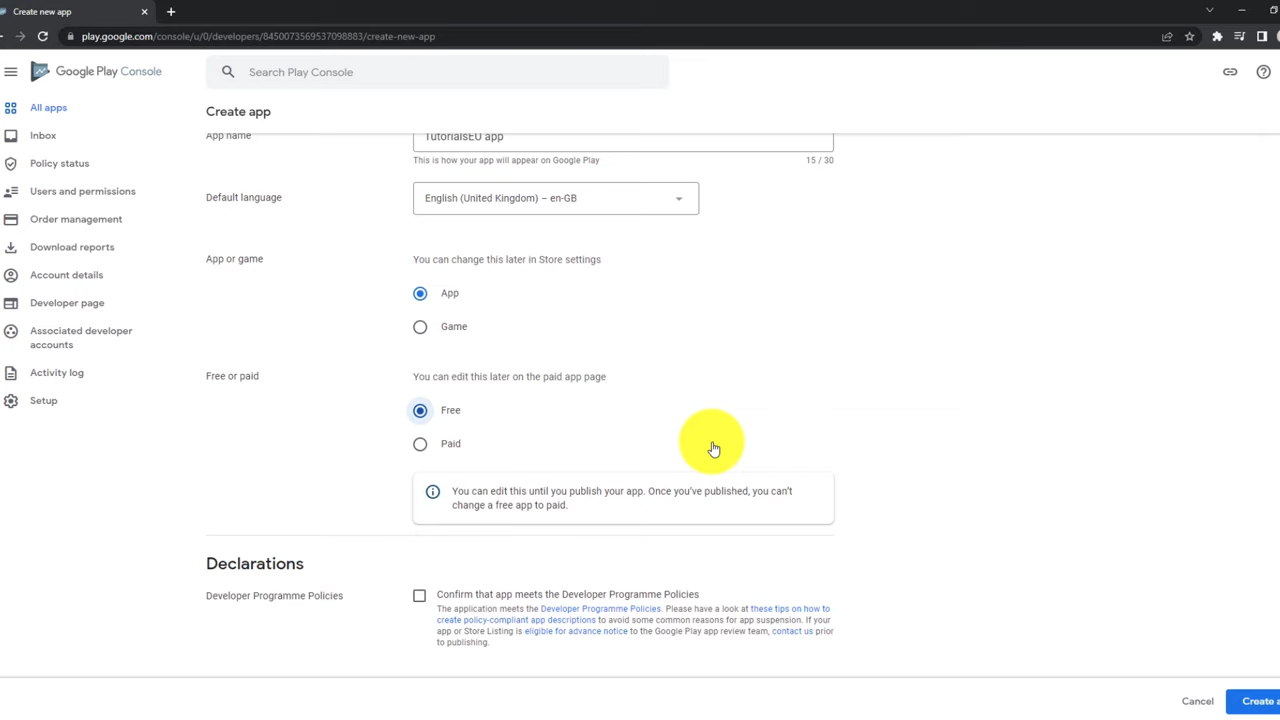 Create new app
play.google.com/console/u/0/developers/8450073569537098883/create-new-app
Google Play Console
Search Play Console
All apps
Inbox
Policy status
Users and permissions
Order management
Download reports
Account details
Developer page
Associated developer
accounts
Activity log
Setup
Create app
App name
TutorialsEU app
This is how your app will appear on Google Play
15 / 30
Default language
English (United Kingdom) – en-GB
App or game
You can change this later in Store settings
App
Game
Free or paid
You can edit this later on the paid app page
Free
Paid
You can edit this until you publish your app. Once you've published, you can't
change a free app to paid.
Declarations
Developer Programme Policies
Confirm that app meets the Developer Programme Policies
The application meets the Developer Programme Policies. Please have a look at these tips on how to
create policy-compliant app descriptions to avoid some common reasons for app suspension. If your
app or Store Listing is eligible for advance notice to the Google Play app review team, contact us prior
to publishing.
Cancel
Create a